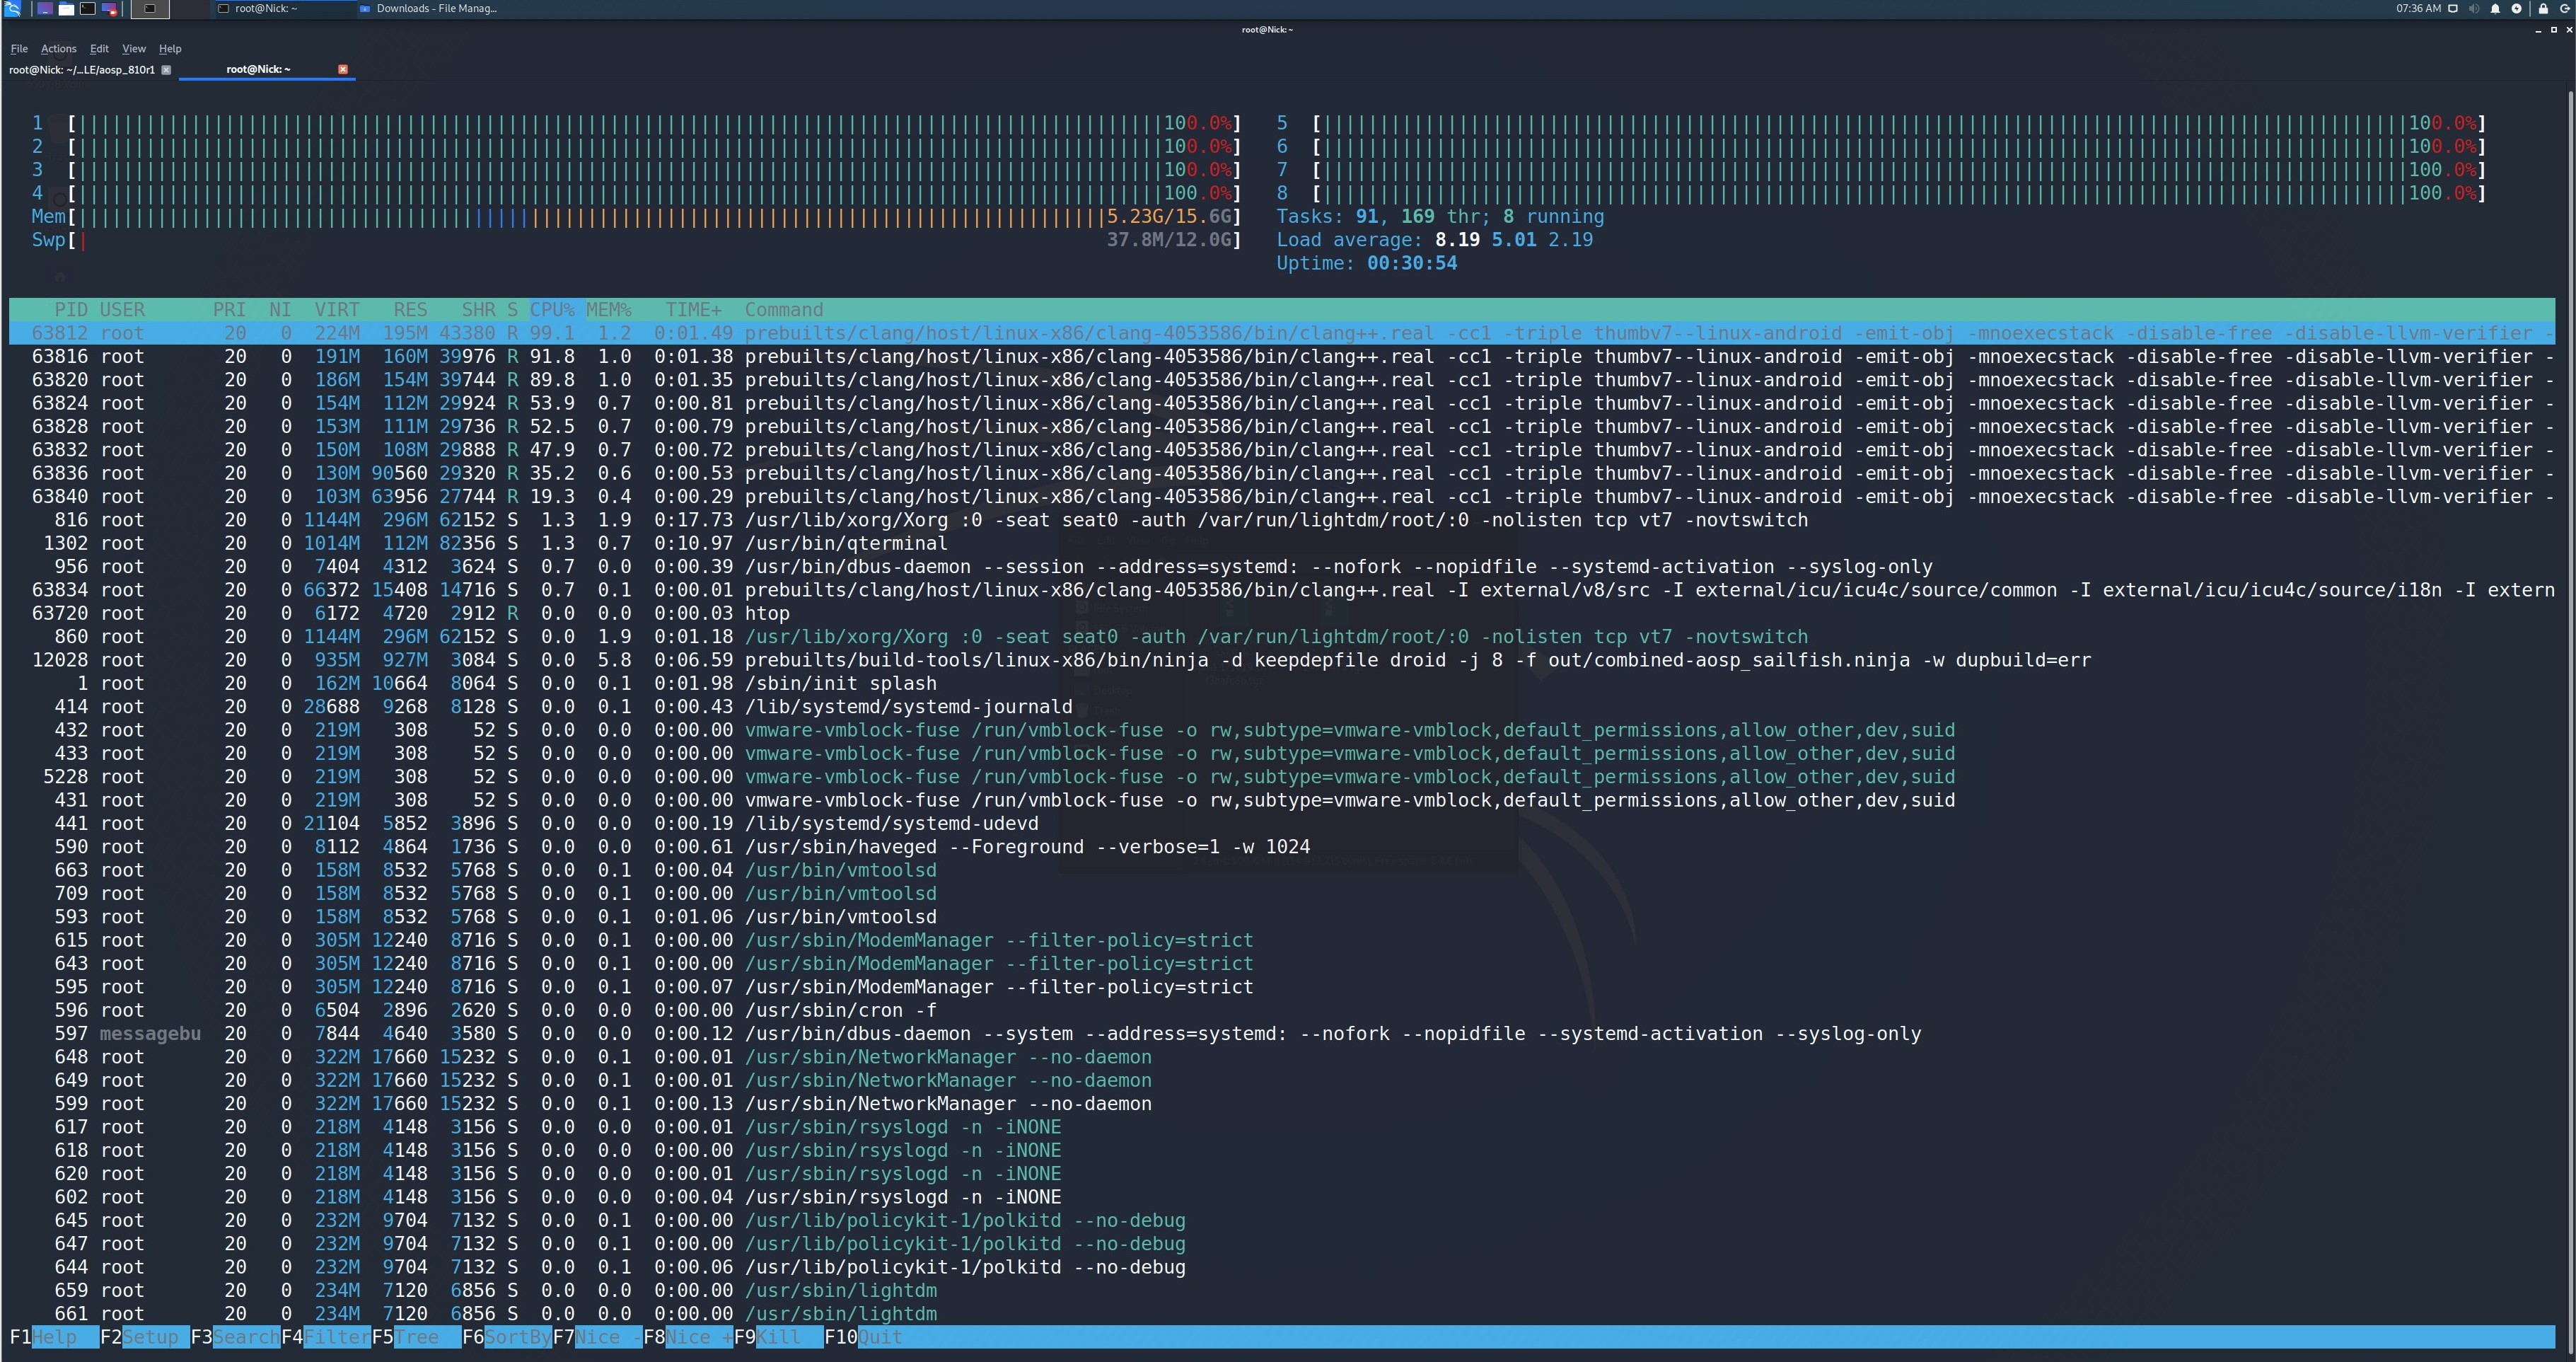 root@Nick: ~
Downloads - File Manag...
07:36 AM
root@Nick:~
File Actions Edit View Help
root@Nick: ~/...LE/aosp_810r1
root@Nick: ~
1 [100.0%] 5 [100.0%]
2 [100.0%] 6 [100.0%]
3 [100.0%] 7 [100.0%]
4 [100.0%] 8 [100.0%]
Mem[5.23G/15.6G] Tasks: 91, 169 thr; 8 running
Swp[37.8M/12.0G] Load average: 8.19 5.01 2.19
Uptime: 00:30:54
PID USER PRI NI VIRT RES SHR S CPU% MEM% TIME+ Command
63812 root 20 0 224M 195M 43380 R 99.1 1.2 0:01.49 prebuilts/clang/host/linux-x86/clang-4053586/bin/clang++.real -cc1 -triple thumbv7--linux-android -emit-obj -mnoexecstack -disable-free -disable-llvm-verifier -
63816 root 20 0 191M 160M 39976 R 91.8 1.0 0:01.38 prebuilts/clang/host/linux-x86/clang-4053586/bin/clang++.real -cc1 -triple thumbv7--linux-android -emit-obj -mnoexecstack -disable-free -disable-llvm-verifier -
63820 root 20 0 186M 154M 39744 R 89.8 1.0 0:01.35 prebuilts/clang/host/linux-x86/clang-4053586/bin/clang++.real -cc1 -triple thumbv7--linux-android -emit-obj -mnoexecstack -disable-free -disable-llvm-verifier -
63824 root 20 0 154M 112M 29924 R 53.9 0.7 0:00.81 prebuilts/clang/host/linux-x86/clang-4053586/bin/clang++.real -cc1 -triple thumbv7--linux-android -emit-obj -mnoexecstack -disable-free -disable-llvm-verifier -
63828 root 20 0 153M 111M 29736 R 52.5 0.7 0:00.79 prebuilts/clang/host/linux-x86/clang-4053586/bin/clang++.real -cc1 -triple thumbv7--linux-android -emit-obj -mnoexecstack -disable-free -disable-llvm-verifier -
63832 root 20 0 150M 108M 29888 R 47.9 0.7 0:00.72 prebuilts/clang/host/linux-x86/clang-4053586/bin/clang++.real -cc1 -triple thumbv7--linux-android -emit-obj -mnoexecstack -disable-free -disable-llvm-verifier -
63836 root 20 0 130M 90560 29320 R 35.2 0.6 0:00.53 prebuilts/clang/host/linux-x86/clang-4053586/bin/clang++.real -cc1 -triple thumbv7--linux-android -emit-obj -mnoexecstack -disable-free -disable-llvm-verifier -
63840 root 20 0 103M 63956 27744 R 19.3 0.4 0:00.29 prebuilts/clang/host/linux-x86/clang-4053586/bin/clang++.real -cc1 -triple thumbv7--linux-android -emit-obj -mnoexecstack -disable-free -disable-llvm-verifier -
816 root 20 0 1144M 296M 62152 S 1.3 1.9 0:17.73 /usr/lib/xorg/Xorg :0 -seat seat0 -auth /var/run/lightdm/root/:0 -nolisten tcp vt7 -novtswitch
1302 root 20 0 1014M 112M 82356 S 1.3 0.7 0:10.97 /usr/bin/qterminal
956 root 20 0 7404 4312 3624 S 0.7 0.0 0:00.39 /usr/bin/dbus-daemon --session --address=systemd: --nofork --nopidfile --systemd-activation --syslog-only
63834 root 20 0 66372 15408 14716 S 0.7 0.1 0:00.01 prebuilts/clang/host/linux-x86/clang-4053586/bin/clang++.real -I external/v8/src -I external/icu/icu4c/source/common -I external/icu/icu4c/source/i18n -I extern
63720 root 20 0 6172 4720 2912 R 0.0 0.0 0:00.03 htop
860 root 20 0 1144M 296M 62152 S 0.0 1.9 0:01.18 /usr/lib/xorg/Xorg :0 -seat seat0 -auth /var/run/lightdm/root/:0 -nolisten tcp vt7 -novtswitch
12028 root 20 0 935M 927M 3084 S 0.0 5.8 0:06.59 prebuilts/build-tools/linux-x86/bin/ninja -d keepdepfile droid -j 8 -f out/combined-aosp_sailfish.ninja -w dupbuild=err
1 root 20 0 162M 10664 8064 S 0.0 0.1 0:01.98 /sbin/init splash
414 root 20 0 28688 9268 8128 S 0.0 0.1 0:00.43 /lib/systemd/systemd-journald
432 root 20 0 219M 308 52 S 0.0 0.0 0:00.00 vmware-vmblock-fuse /run/vmblock-fuse -o rw,subtype=vmware-vmblock,default_permissions,allow_other,dev,suid
433 root 20 0 219M 308 52 S 0.0 0.0 0:00.00 vmware-vmblock-fuse /run/vmblock-fuse -o rw,subtype=vmware-vmblock,default_permissions,allow_other,dev,suid
5228 root 20 0 219M 308 52 S 0.0 0.0 0:00.00 vmware-vmblock-fuse /run/vmblock-fuse -o rw,subtype=vmware-vmblock,default_permissions,allow_other,dev,suid
431 root 20 0 219M 308 52 S 0.0 0.0 0:00.00 vmware-vmblock-fuse /run/vmblock-fuse -o rw,subtype=vmware-vmblock,default_permissions,allow_other,dev,suid
441 root 20 0 21104 5852 3896 S 0.0 0.0 0:00.19 /lib/systemd/systemd-udevd
590 root 20 0 8112 4864 1736 S 0.0 0.0 0:00.61 /usr/sbin/haveged --Foreground --verbose=1 -w 1024
663 root 20 0 158M 8532 5768 S 0.0 0.1 0:00.04 /usr/bin/vmtoolsd
709 root 20 0 158M 8532 5768 S 0.0 0.1 0:00.00 /usr/bin/vmtoolsd
593 root 20 0 158M 8532 5768 S 0.0 0.1 0:01.06 /usr/bin/vmtoolsd
615 root 20 0 305M 12240 8716 S 0.0 0.1 0:00.00 /usr/sbin/ModemManager --filter-policy=strict
643 root 20 0 305M 12240 8716 S 0.0 0.1 0:00.00 /usr/sbin/ModemManager --filter-policy=strict
595 root 20 0 305M 12240 8716 S 0.0 0.1 0:00.07 /usr/sbin/ModemManager --filter-policy=strict
596 root 20 0 6504 2896 2620 S 0.0 0.0 0:00.00 /usr/sbin/cron -f
597 messagebu 20 0 7844 4640 3580 S 0.0 0.0 0:00.12 /usr/bin/dbus-daemon --system --address=systemd: --nofork --nopidfile --systemd-activation --syslog-only
648 root 20 0 322M 17660 15232 S 0.0 0.1 0:00.01 /usr/sbin/NetworkManager --no-daemon
649 root 20 0 322M 17660 15232 S 0.0 0.1 0:00.01 /usr/sbin/NetworkManager --no-daemon
599 root 20 0 322M 17660 15232 S 0.0 0.1 0:00.13 /usr/sbin/NetworkManager --no-daemon
617 root 20 0 218M 4148 3156 S 0.0 0.0 0:00.01 /usr/sbin/rsyslogd -n -iNONE
618 root 20 0 218M 4148 3156 S 0.0 0.0 0:00.00 /usr/sbin/rsyslogd -n -iNONE
620 root 20 0 218M 4148 3156 S 0.0 0.0 0:00.01 /usr/sbin/rsyslogd -n -iNONE
602 root 20 0 218M 4148 3156 S 0.0 0.0 0:00.04 /usr/sbin/rsyslogd -n -iNONE
645 root 20 0 232M 9704 7132 S 0.0 0.1 0:00.00 /usr/lib/policykit-1/polkitd --no-debug
647 root 20 0 232M 9704 7132 S 0.0 0.1 0:00.00 /usr/lib/policykit-1/polkitd --no-debug
644 root 20 0 232M 9704 7132 S 0.0 0.1 0:00.06 /usr/lib/policykit-1/polkitd --no-debug
659 root 20 0 234M 7120 6856 S 0.0 0.0 0:00.00 /usr/sbin/lightdm
661 root 20 0 234M 7120 6856 S 0.0 0.0 0:00.00 /usr/sbin/lightdm
F1Help F2Setup F3SearchF4FilterF5Tree F6SortByF7Nice -F8Nice +F9Kill F10Quit